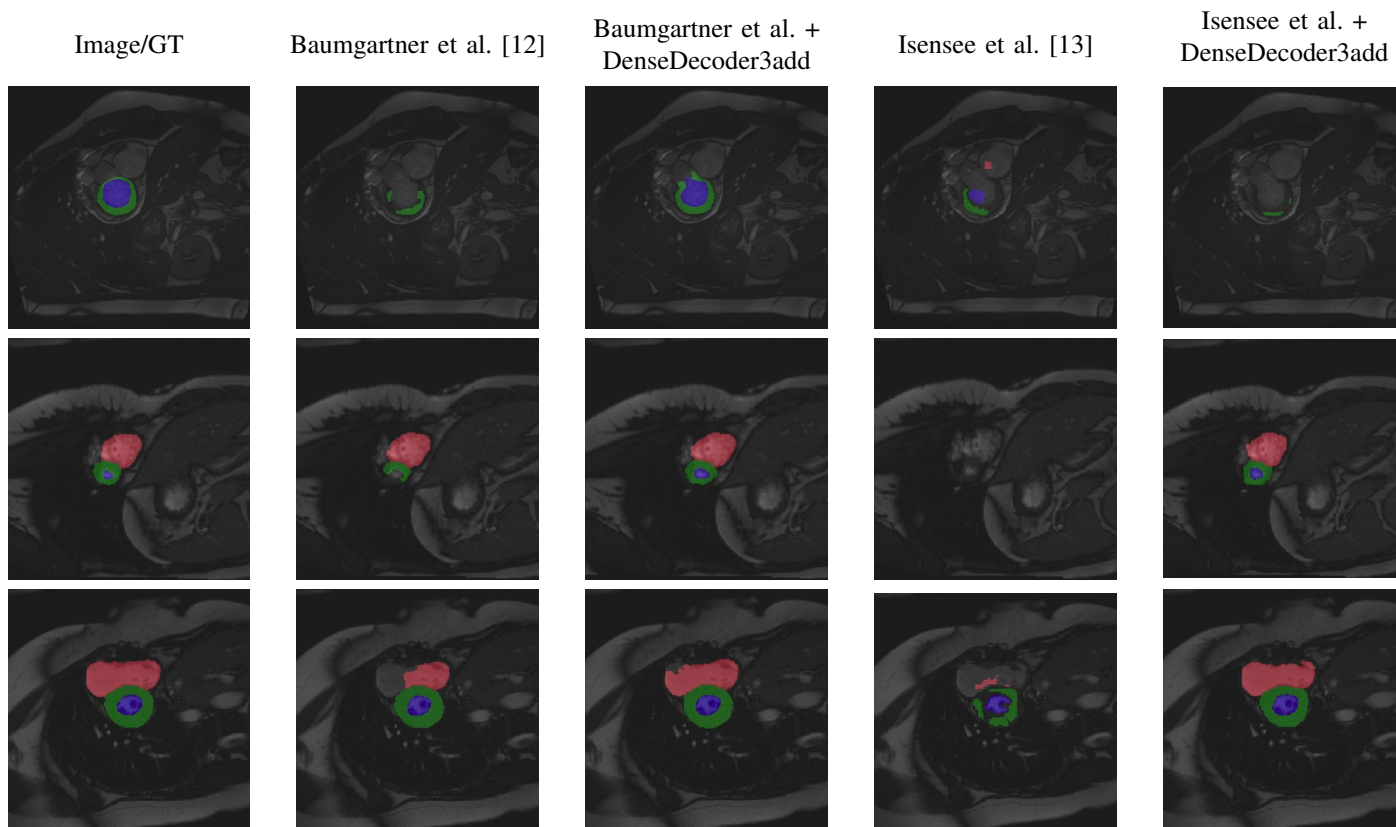 Image/GT
Baumgartner et al. [12]
Baumgartner et al. +
DenseDecoder3add
Isensee et al. [13]
Isensee et al. +
DenseDecoder3add